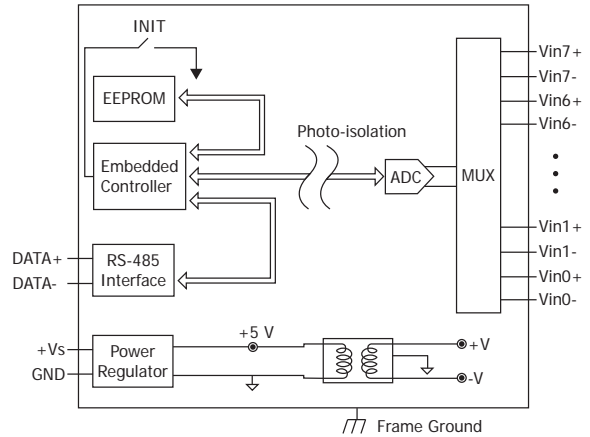 INIT
Vin7+
Vin7-
Vin6+
Vin6-
EEPROM
Photo-isolation
Embedded
Controller
ADC
MUX
Vin1+
Vin1-
Vin0+
Vin0-
DATA+
DATA-
RS-485
Interface
+5 V
+Vs
GND
Power
Regulator
+V
-V
Frame Ground